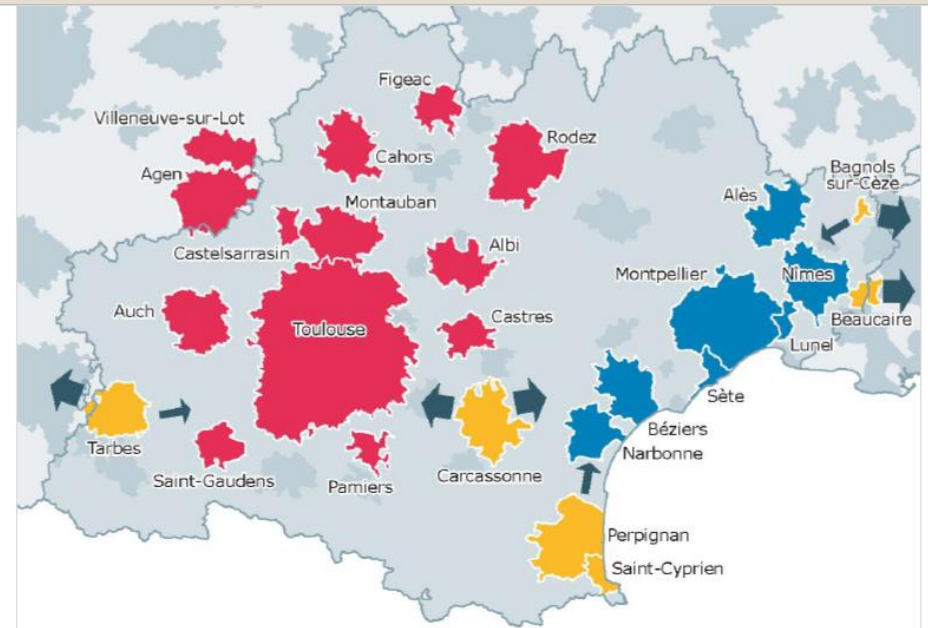 Figeac
Villeneuve-sur-Lot
Rodez
Cahors
Agen
Bagnols
sur-Cèze
Alès
Montauban
Castelsarrasin
Albi
Montpellier
Nîmes
Auch
Toulouse
Castres
Beaucaire
Lunel
Sète
Béziers
Tarbes
Narbonne
Saint-Gaudens
Pamiers
Carcassonne
Perpignan
Saint-Cyprien